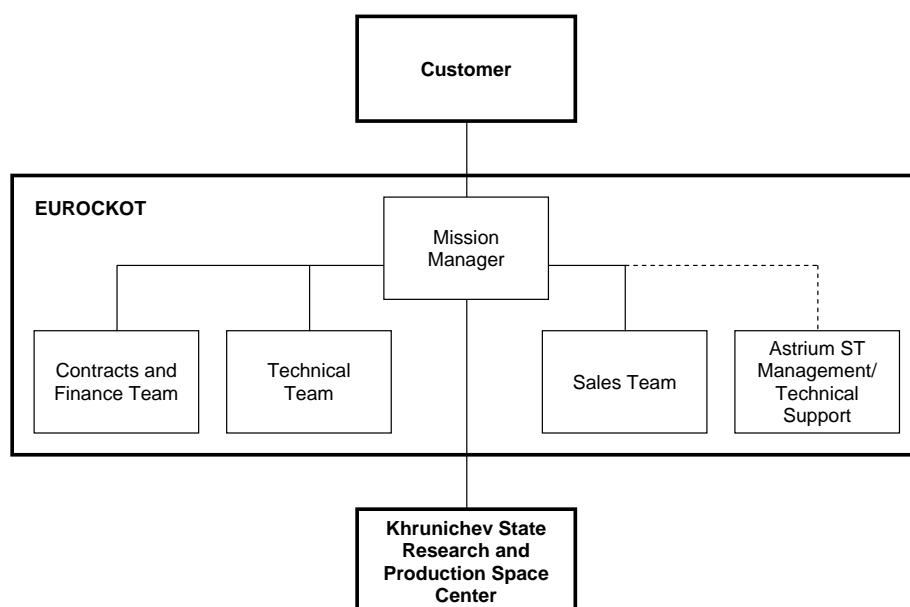 Customer
EUROCKOT
Mission
Manager
Contracts and
Finance Team
Technical
Team
Sales Team
Astrium ST
Management/
Technical
Support
Khrunichev State
Research and
Production Space
Center